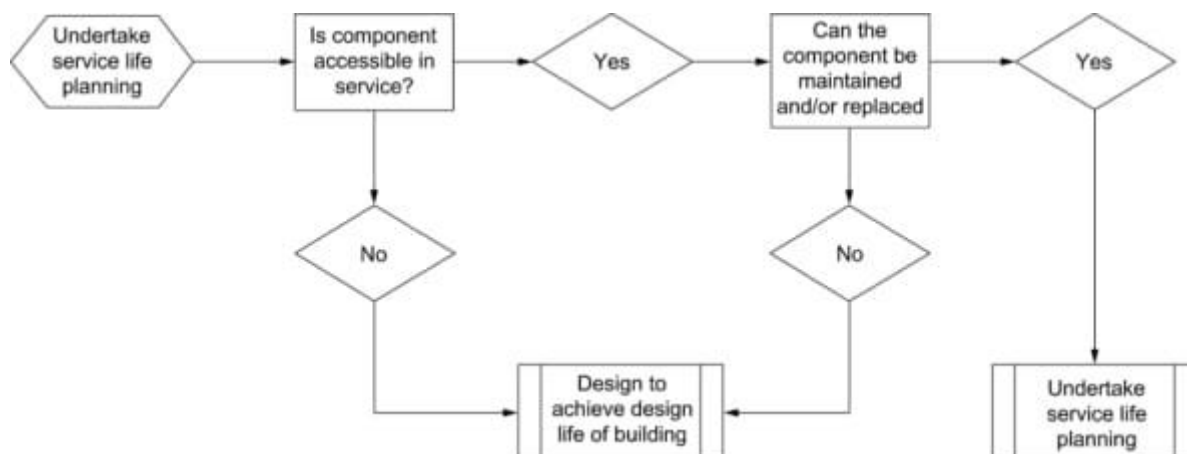 Undertake
service life
planning
Is component
accessible in
service?
Yes
Can the
component be
maintained
and/or replaced
Yes
No
No
Design to
achieve design
life of building
Undertake
service life
planning